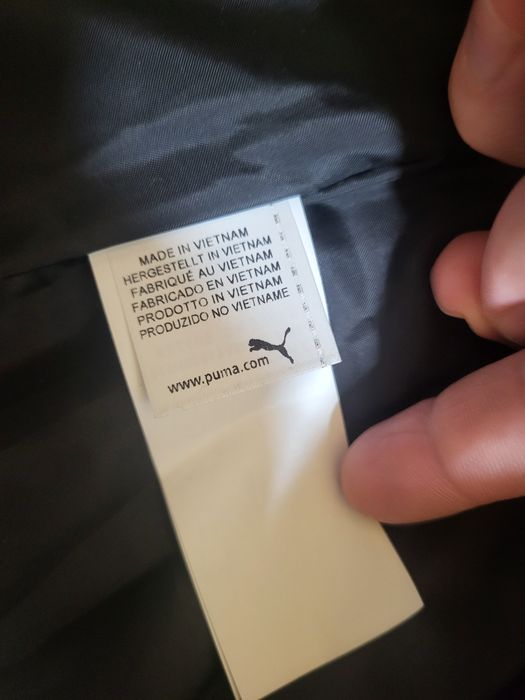 MADE IN VIETNAM
HERGESTELLT IN VIETNAM
FABRIQUÉ AU VIETNAM
FABRICADO EN VIETNAM
PRODOTTO IN VIETNAM
PRODUZIDO NO VIETNAME
www.puma.com